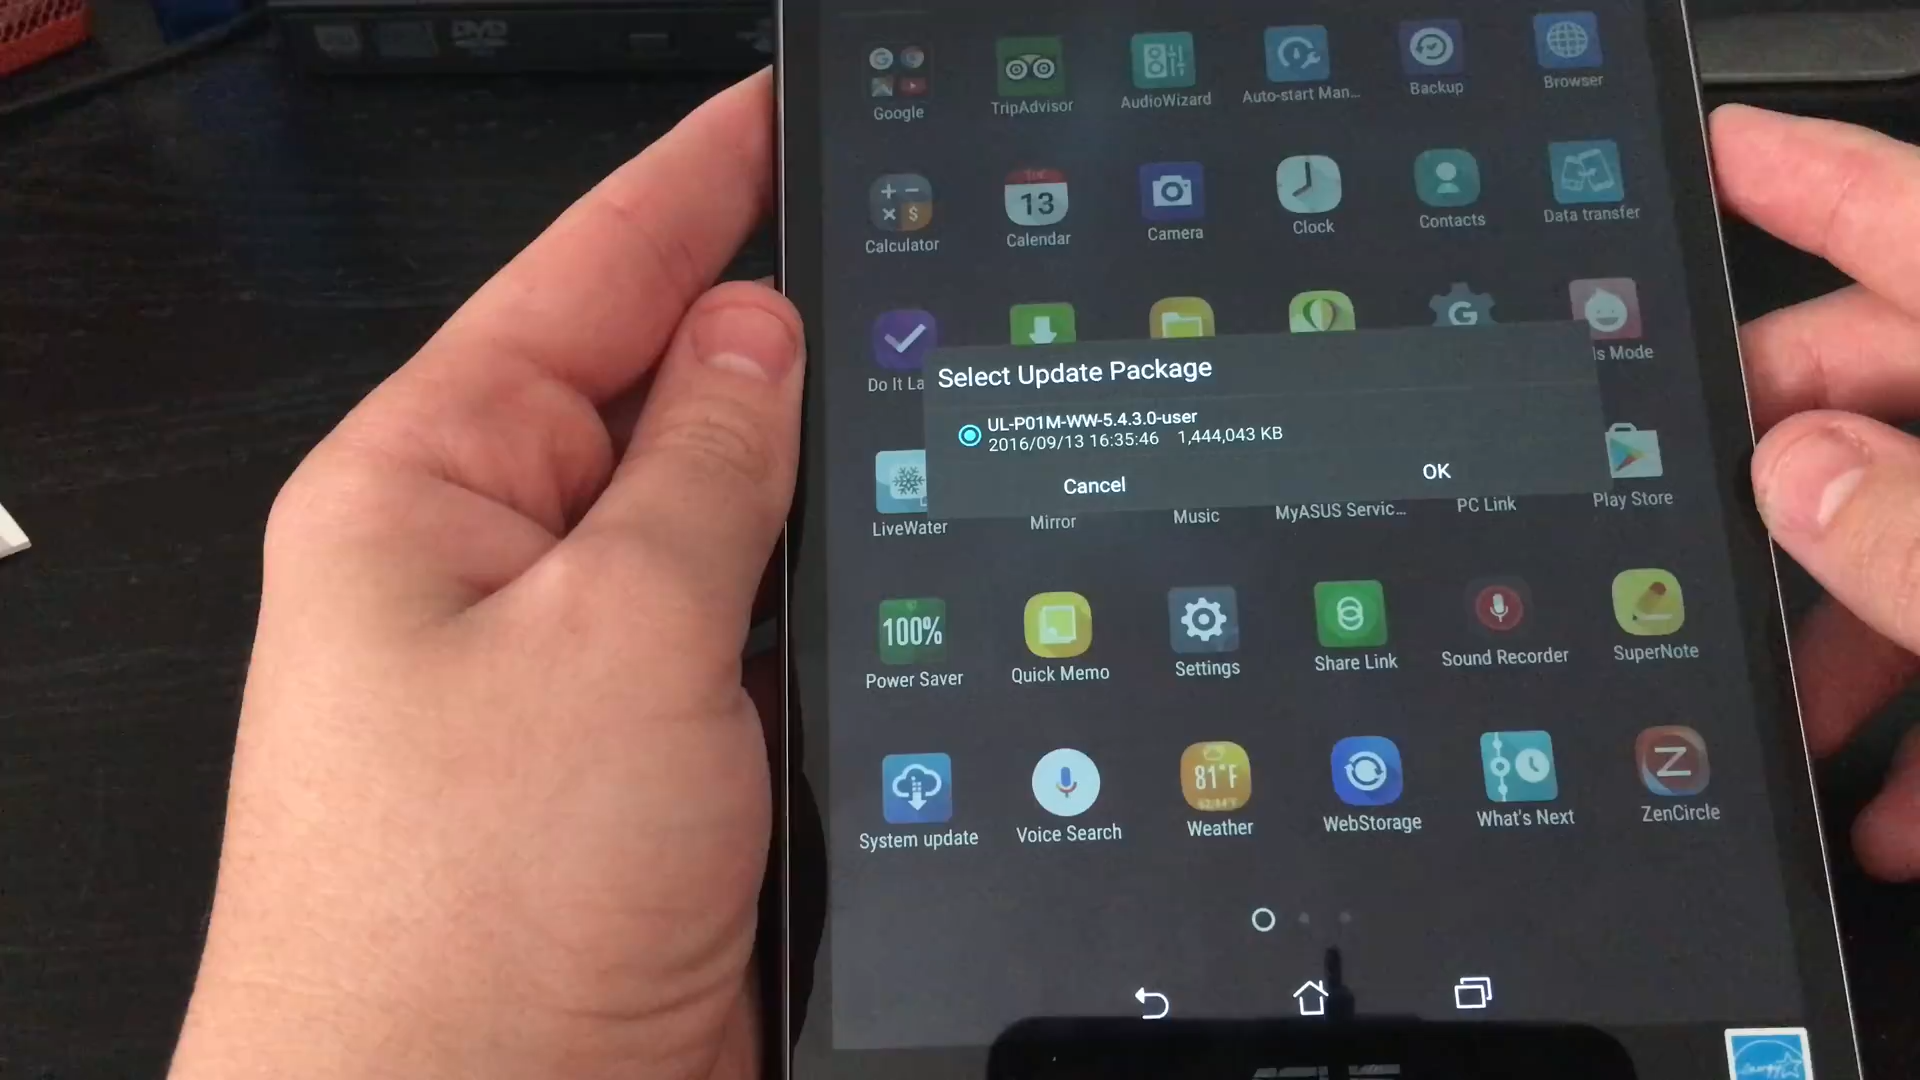 DVD
Google
TripAdvisor
AudioWizard
Auto-start Man...
Backup
Browser
Calculator
13
Calendar
Camera
Clock
Contacts
Data transfer
Do It La
ls Mode
Select Update Package
UL-P01M-WW-5.4.3.0-user
2016/09/13 16:35:46 1,444,043 KB
Cancel
OK
LiveWater
Mirror
Music
MyASUS Servic...
PC Link
Play Store
100%
Power Saver
Quick Memo
Settings
Share Link
Sound Recorder
SuperNote
System update
Voice Search
81°F
Weather
WebStorage
What's Next
ZenCircle